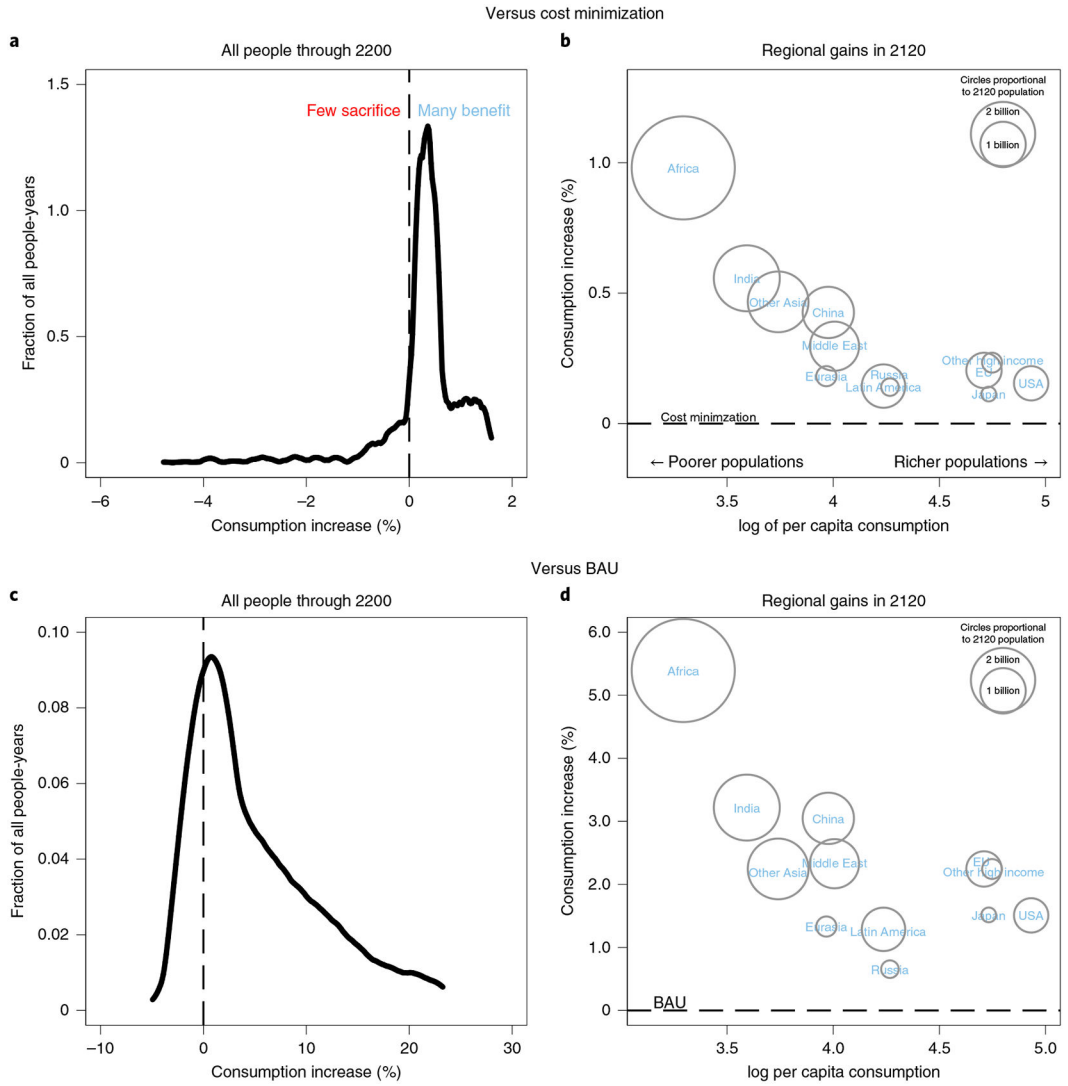 Versus cost minimization
a
All people through 2200
Few sacrifice
Many benefit
1.5
1.0
0.5
0
Fraction of all people-years
–6
–4
–2
0
2
Consumption increase (%)
b
Regional gains in 2120
Circles proportional
to 2120 population
2 billion
1 billion
1.0
0.5
0
Consumption increase (%)
Africa
India
Other Asia
China
Middle East
Eurasia
Russia
Latin America
Other high income
EU
Japan
USA
Cost minimzation
← Poorer populations
Richer populations →
3.5
4
4.5
5
log of per capita consumption
Versus BAU
c
All people through 2200
0.10
0.08
0.06
0.04
0.02
0
Fraction of all people-years
–10
0
10
20
30
Consumption increase (%)
d
Regional gains in 2120
Circles proportional
to 2120 population
2 billion
1 billion
6.0
5.0
4.0
3.0
2.0
1.0
0
Consumption increase (%)
Africa
India
China
Other Asia
Middle East
EU
Other high income
Eurasia
Latin America
Japan
USA
Russia
BAU
3.5
4.0
4.5
5.0
log per capita consumption